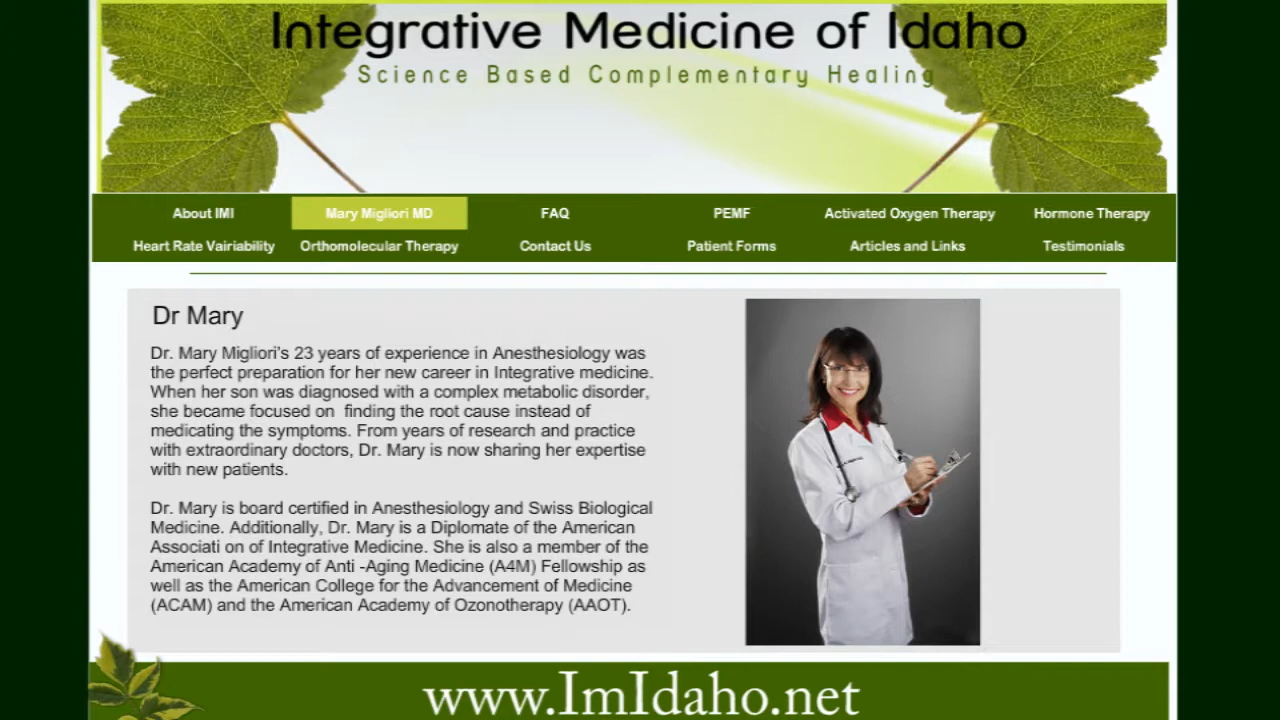 Integrative Medicine of Idaho
Science Based Complementary Healing
About IMI Mary Migliori MD FAQ PEMF Activated Oxygen Therapy Hormone Therapy
Heart Rate Vairiability Orthomolecular Therapy Contact Us Patient Forms Articles and Links Testimonials
Dr Mary
Dr. Mary Migliori's 23 years of experience in Anesthesiology was
the perfect preparation for her new career in Integrative medicine.
When her son was diagnosed with a complex metabolic disorder,
she became focused on finding the root cause instead of
medicating the symptoms. From years of research and practice
with extraordinary doctors, Dr. Mary is now sharing her expertise
with new patients.
Dr. Mary is board certified in Anesthesiology and Swiss Biological
Medicine. Additionally, Dr. Mary is a Diplomate of the American
Associati on of Integrative Medicine. She is also a member of the
American Academy of Anti -Aging Medicine (A4M) Fellowship as
well as the American College for the Advancement of Medicine
(ACAM) and the American Academy of Ozonotherapy (AAOT).
www.ImIdaho.net